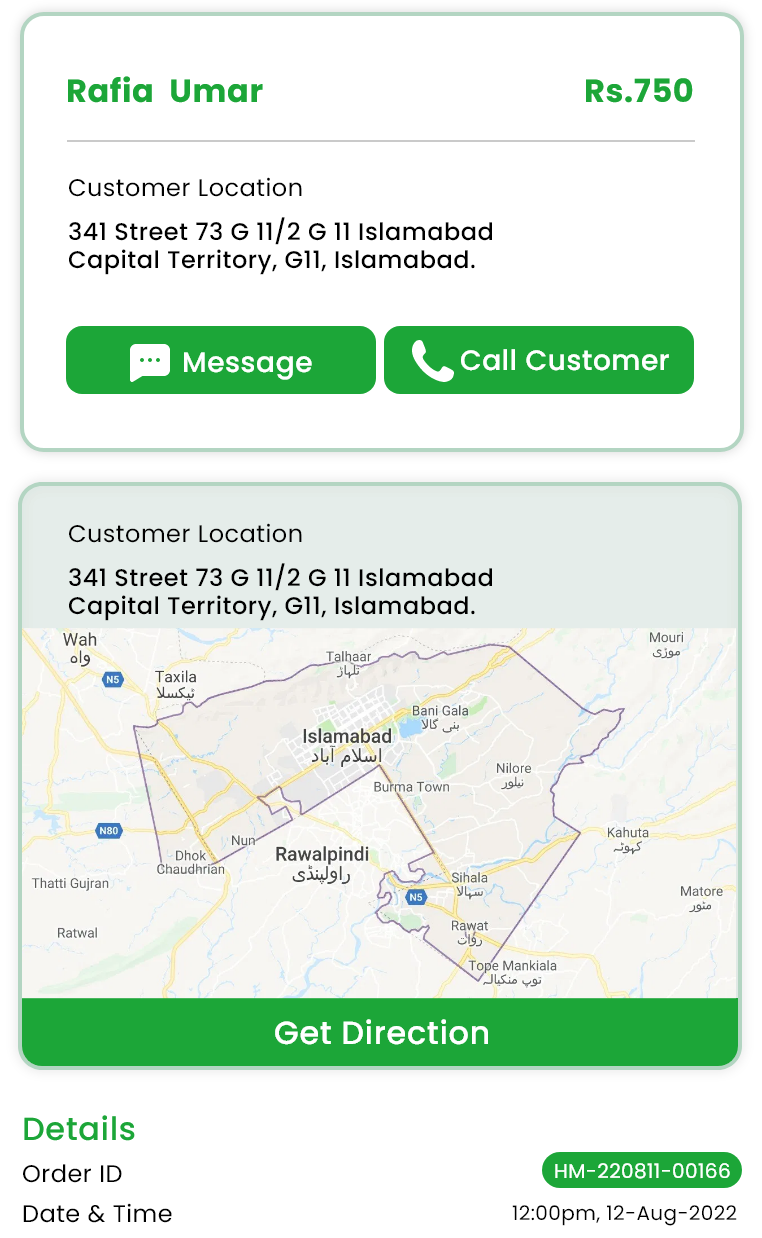 Rafia Umar
Rs.750
Customer Location
341 Street 73 G 11/2 G 11 Islamabad
Capital Territory, G11, Islamabad.
Message
Call Customer
Customer Location
341 Street 73 G 11/2 G 11 Islamabad
Capital Territory, G11, Islamabad.
Wah
واہ
Mouri
موڑی
Talhaar
تلہاڑ
N5
Taxila
ٹیکسلا
Bani Gala
بنی گالا
Islamabad
اسلام آباد
Nilore
نیلور
Burma Town
N80
Nun
Kahuta
کہوٹہ
Dhok
Chaudhrian
Rawalpindi
راولپنڈی
Thatti Gujran
Sihala
سہالہ
N5
Matore
مٹور
Ratwal
Rawat
روات
Tope Mankiala
توپ منکیالہ
Get Direction
Details
Order ID
HM-220811-00166
Date & Time
12:00pm, 12-Aug-2022